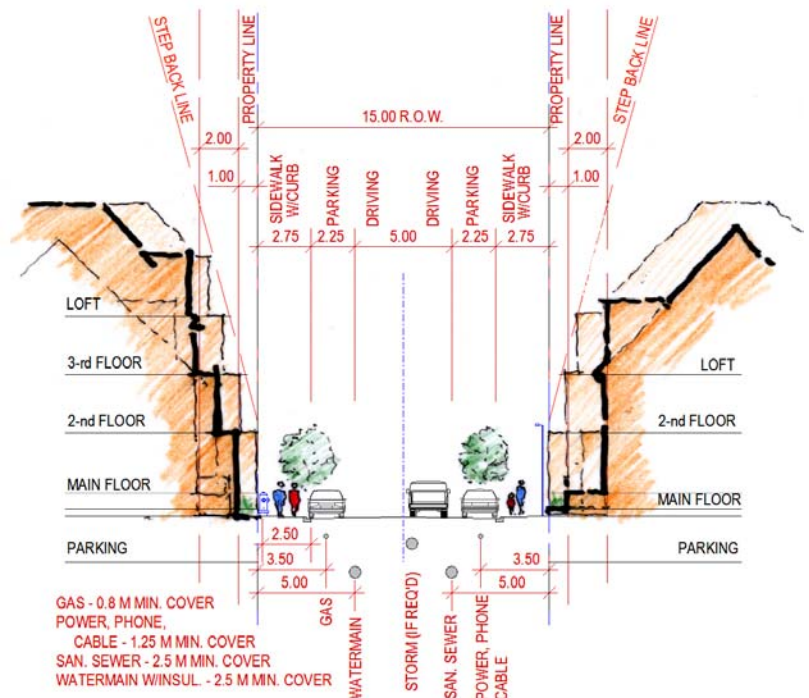 STEP BACK LINE
PROPERTY LINE
PROPERTY LINE
STEP BACK LINE
15.00 R.O.W.
2.00
2.00
1.00
1.00
SIDEWALK
W/CURB
PARKING
DRIVING
DRIVING
PARKING
SIDEWALK
W/CURB
2.75
2.25
5.00
2.25
2.75
LOFT
3-rd FLOOR
LOFT
2-nd FLOOR
2-nd FLOOR
MAIN FLOOR
MAIN FLOOR
PARKING
PARKING
2.50
3.50
3.50
5.00
5.00
GAS
WATERMAIN
STORM (IF REQ'D)
SAN. SEWER
POWER, PHONE
CABLE
GAS - 0.8 M MIN. COVER
POWER, PHONE,
CABLE - 1.25 M MIN. COVER
SAN. SEWER - 2.5 M MIN. COVER
WATERMAIN W/INSUL. - 2.5 M MIN. COVER